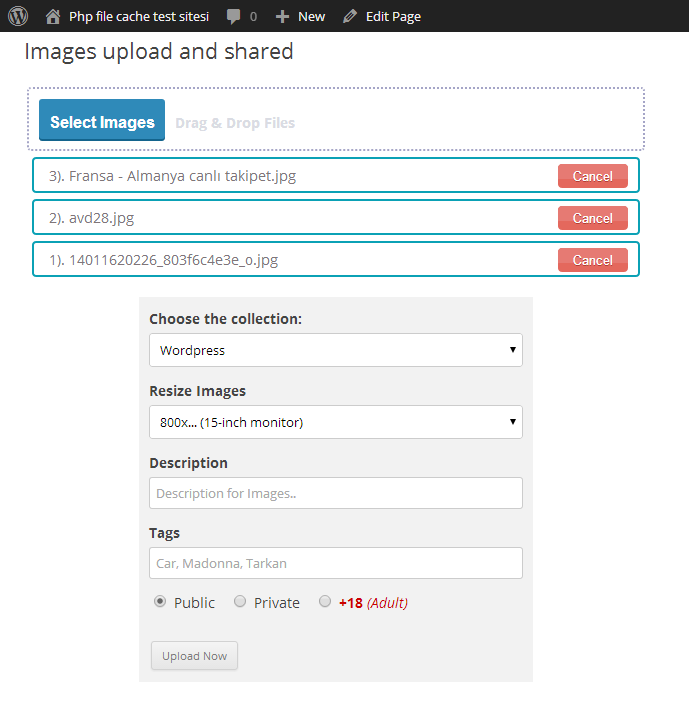 Php file cache test sitesi 0 New Edit Page
Images upload and shared
Select Images Drag & Drop Files
3). Fransa - Almanya canlı takipet.jpg Cancel
2). avd28.jpg Cancel
1). 14011620226_803f6c4e3e_o.jpg Cancel
Choose the collection:
Wordpress
Resize Images
800x... (15-inch monitor)
Description
Description for Images..
Tags
Car, Madonna, Tarkan
Public Private +18 (Adult)
Upload Now